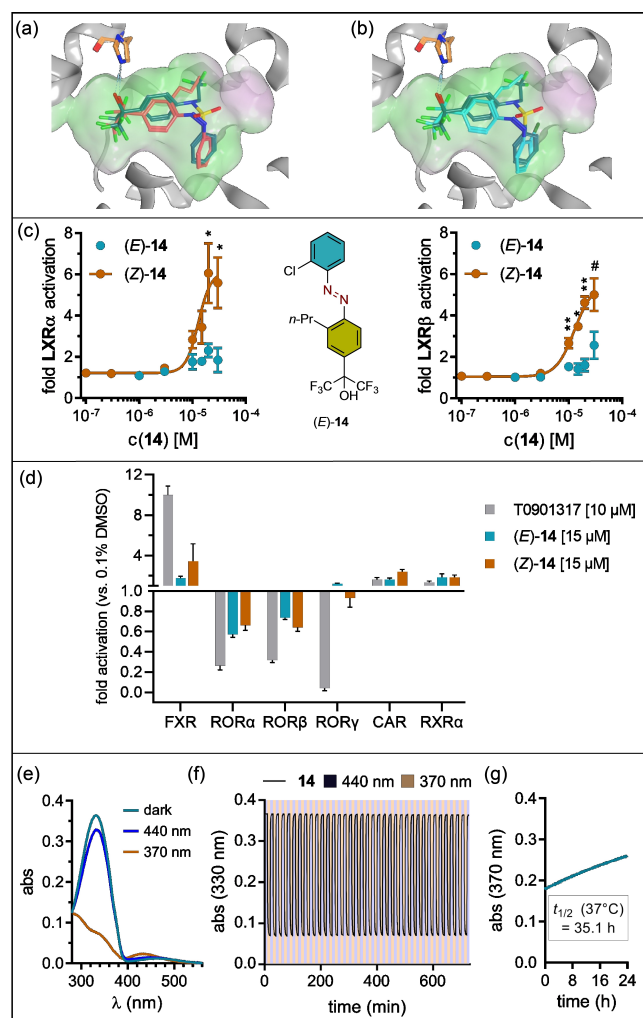 (a)
(b)
(c)
fold LXRα activation
8
6
4
2
0
(E)-14
(Z)-14
*
*
10-7
10-6
10-5
10-4
c(14) [M]
Cl
N
N
n-Pr
F3C
OH
CF3
(E)-14
fold LXRβ activation
8
6
4
2
0
(E)-14
(Z)-14
**
*
**
#
10-7
10-6
10-5
10-4
c(14) [M]
(d)
fold activation (vs. 0.1% DMSO)
12
8
4
1.0
0.8
0.6
0.4
0.2
0.0
FXR
RORα
RORβ
RORγ
CAR
RXRα
T0901317 [10 µM]
(E)-14 [15 µM]
(Z)-14 [15 µM]
(e)
abs
0.4
0.3
0.2
0.1
0.0
dark
440 nm
370 nm
300
400
500
λ (nm)
(f)
14
440 nm
370 nm
abs (330 nm)
0.4
0.3
0.2
0.1
0.0
0
200
400
600
time (min)
(g)
abs (370 nm)
0.4
0.3
0.2
0.1
0.0
t1/2 (37°C)
= 35.1 h
0
8
16
24
time (h)